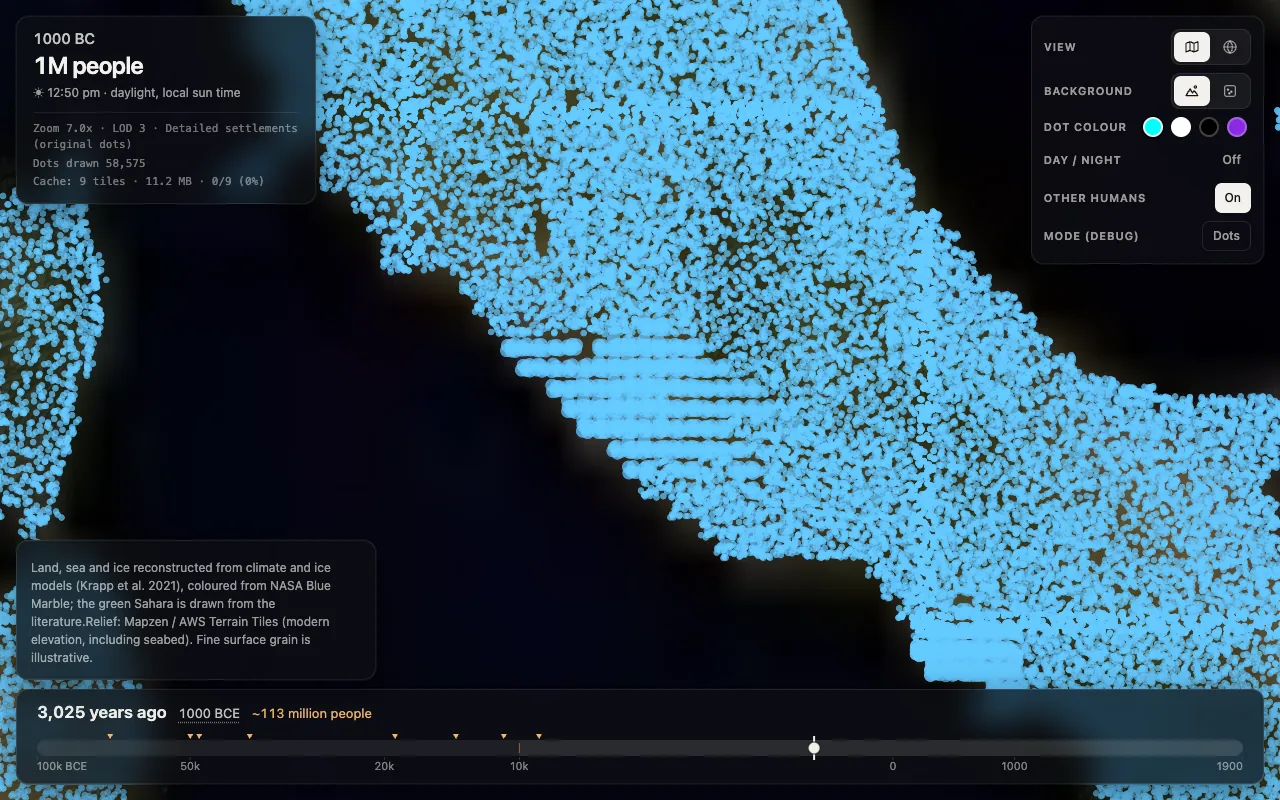 1000 BC
1M people
☀ 12:50 pm · daylight, local sun time
Zoom 7.0x · LOD 3 · Detailed settlements
(original dots)
Dots drawn 58,575
Cache: 9 tiles · 11.2 MB · 0/9 (0%)
VIEW
BACKGROUND
DOT COLOUR
DAY / NIGHT Off
OTHER HUMANS On
MODE (DEBUG) Dots
Land, sea and ice reconstructed from climate and ice
models (Krapp et al. 2021), coloured from NASA Blue
Marble; the green Sahara is drawn from the
literature.Relief: Mapzen / AWS Terrain Tiles (modern
elevation, including seabed). Fine surface grain is
illustrative.
3,025 years ago 1000 BCE ~113 million people
100k BCE 50k 20k 10k 0 1000 1900